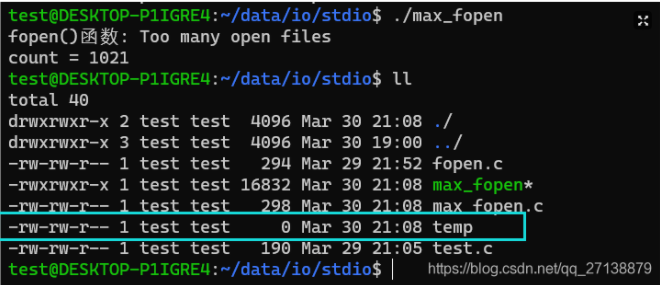 test@DESKTOP-P1IGRE4:~/data/io/stdio$ ./max_fopen
fopen()函数: Too many open files
count = 1021
test@DESKTOP-P1IGRE4:~/data/io/stdio$ ll
total 40
drwxrwxr-x 2 test test  4096 Mar 30 21:08 ./
drwxrwxr-x 3 test test  4096 Mar 30 19:00 ../
-rw-rw-r-- 1 test test   294 Mar 29 21:52 fopen.c
-rwxrwxr-x 1 test test 16832 Mar 30 21:08 max_fopen*
-rw-rw-r-- 1 test test   298 Mar 30 21:08 max_fopen.c
-rw-rw-r-- 1 test test     0 Mar 30 21:08 temp
-rw-rw-r-- 1 test test   190 Mar 29 21:05 test.c
test@DESKTOP-P1IGRE4:~/data/io/stdio$
https://blog.csdn.net/qq_27138879